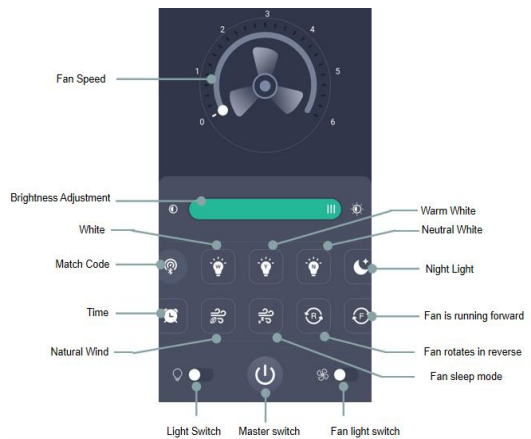 3
2
4
Fan Speed
1
5
0
6
Brightness Adjustment
Warm White
White
Neutral White
W
Y
N
Match Code
Night Light
Time
R
F
Fan is running forward
Natural Wind
Fan rotates in reverse
Fan sleep mode
Light Switch
Master switch
Fan light switch